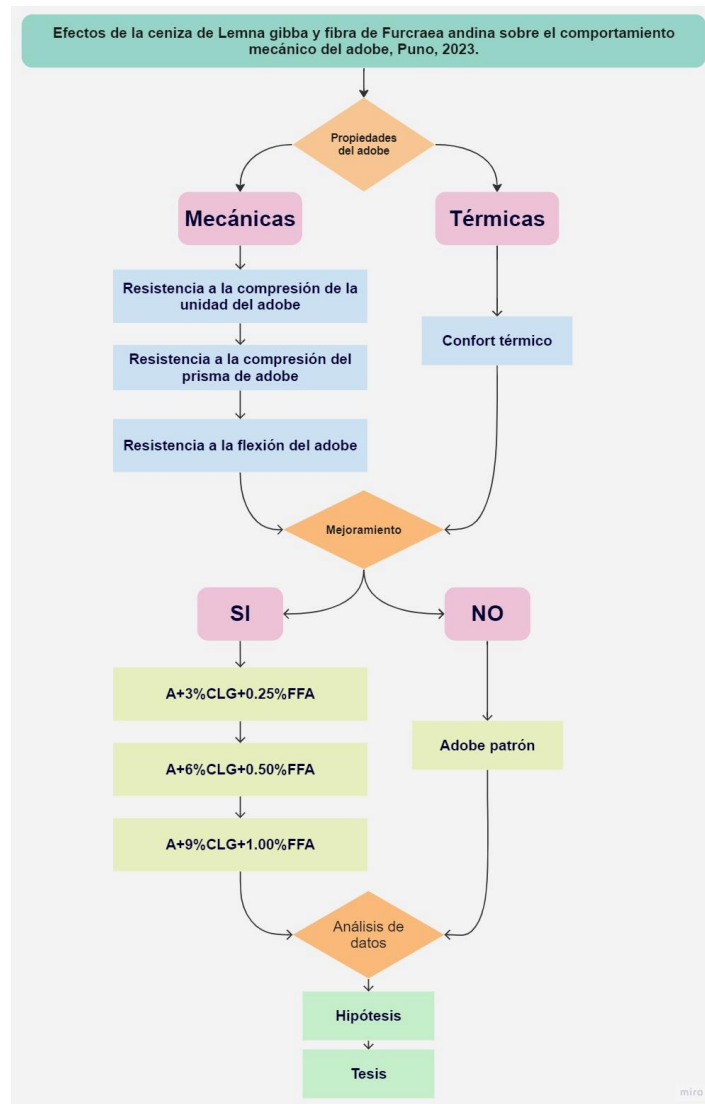 Efectos de la ceniza de Lemna gibba y fibra de Furcraea andina sobre el comportamiento
mecánico del adobe, Puno, 2023.
Propiedades
del adobe
Mecánicas
Térmicas
Resistencia a la compresión de la
unidad del adobe
Resistencia a la compresión del
prisma de adobe
Confort térmico
Resistencia a la flexión del adobe
Mejoramiento
SI
NO
A+3%CLG+0.25%FFA
A+6%CLG+0.50%FFA
Adobe patrón
A+9%CLG+1.00%FFA
Análisis de
datos
Hipótesis
Tesis
miro